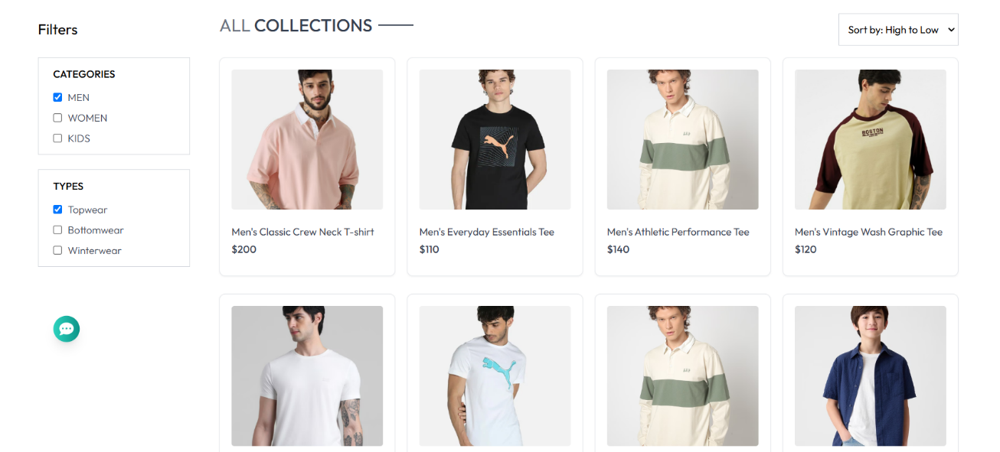 Filters
CATEGORIES
MEN
WOMEN
KIDS
TYPES
Topwear
Bottomwear
Winterwear
ALL COLLECTIONS
Sort by: High to Low
BOSTON
Men's Classic Crew Neck T-shirt
$200
Men's Everyday Essentials Tee
$110
Men's Athletic Performance Tee
$140
Men's Vintage Wash Graphic Tee
$120